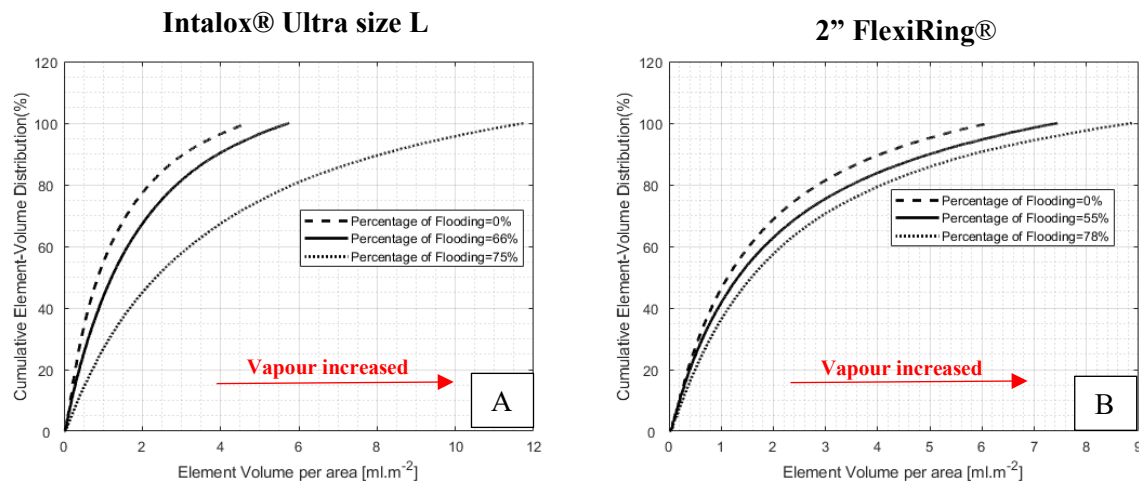 Intalox® Ultra size L
120
100
80
60
40
20
0
Cumulative Element-Volume Distribution(%)
Percentage of Flooding=0%
Percentage of Flooding=66%
Percentage of Flooding=75%
Vapour increased
A
0 2 4 6 8 10 12
Element Volume per area [ml.m-2]
2” FlexiRing®
120
100
80
60
40
20
0
Cumulative Element-Volume Distribution(%)
Percentage of Flooding=0%
Percentage of Flooding=55%
Percentage of Flooding=78%
Vapour increased
B
0 1 2 3 4 5 6 7 8 9
Element Volume per area [ml.m-2]